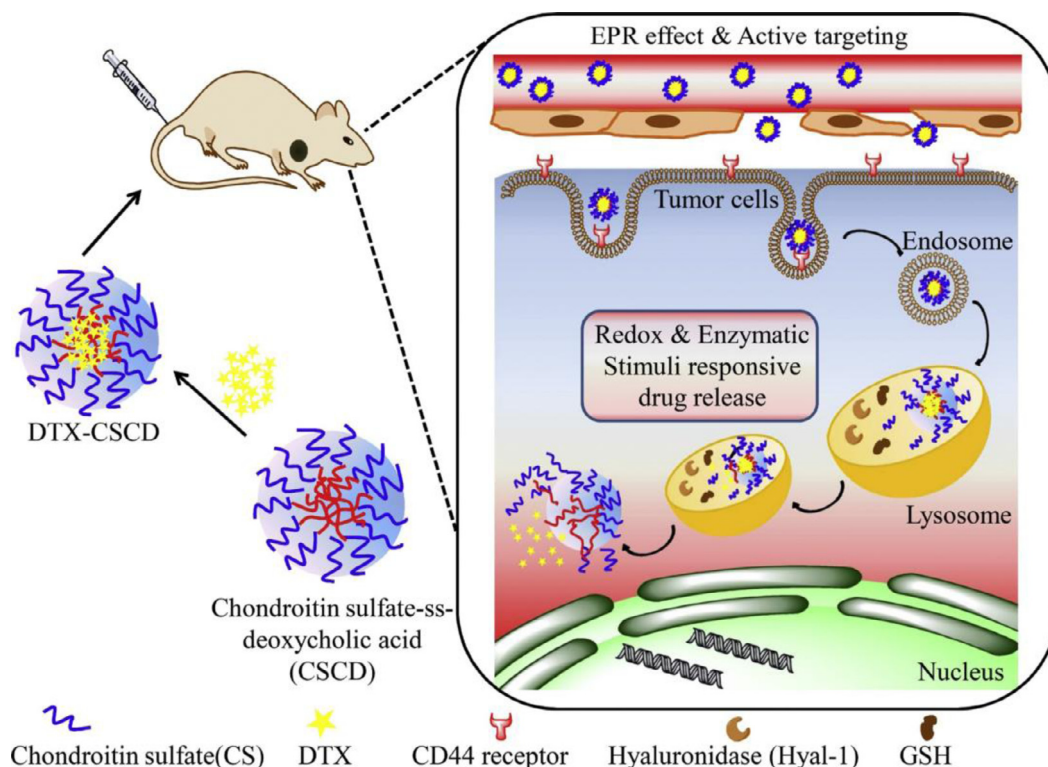 EPR effect & Active targeting
Tumor cells
Endosome
Redox & Enzymatic
Stimuli responsive
drug release
Lysosome
Nucleus
DTX-CSCD
Chondroitin sulfate-ss-
deoxycholic acid
(CSCD)
Chondroitin sulfate(CS)
DTX
CD44 receptor
Hyaluronidase (Hyal-1)
GSH